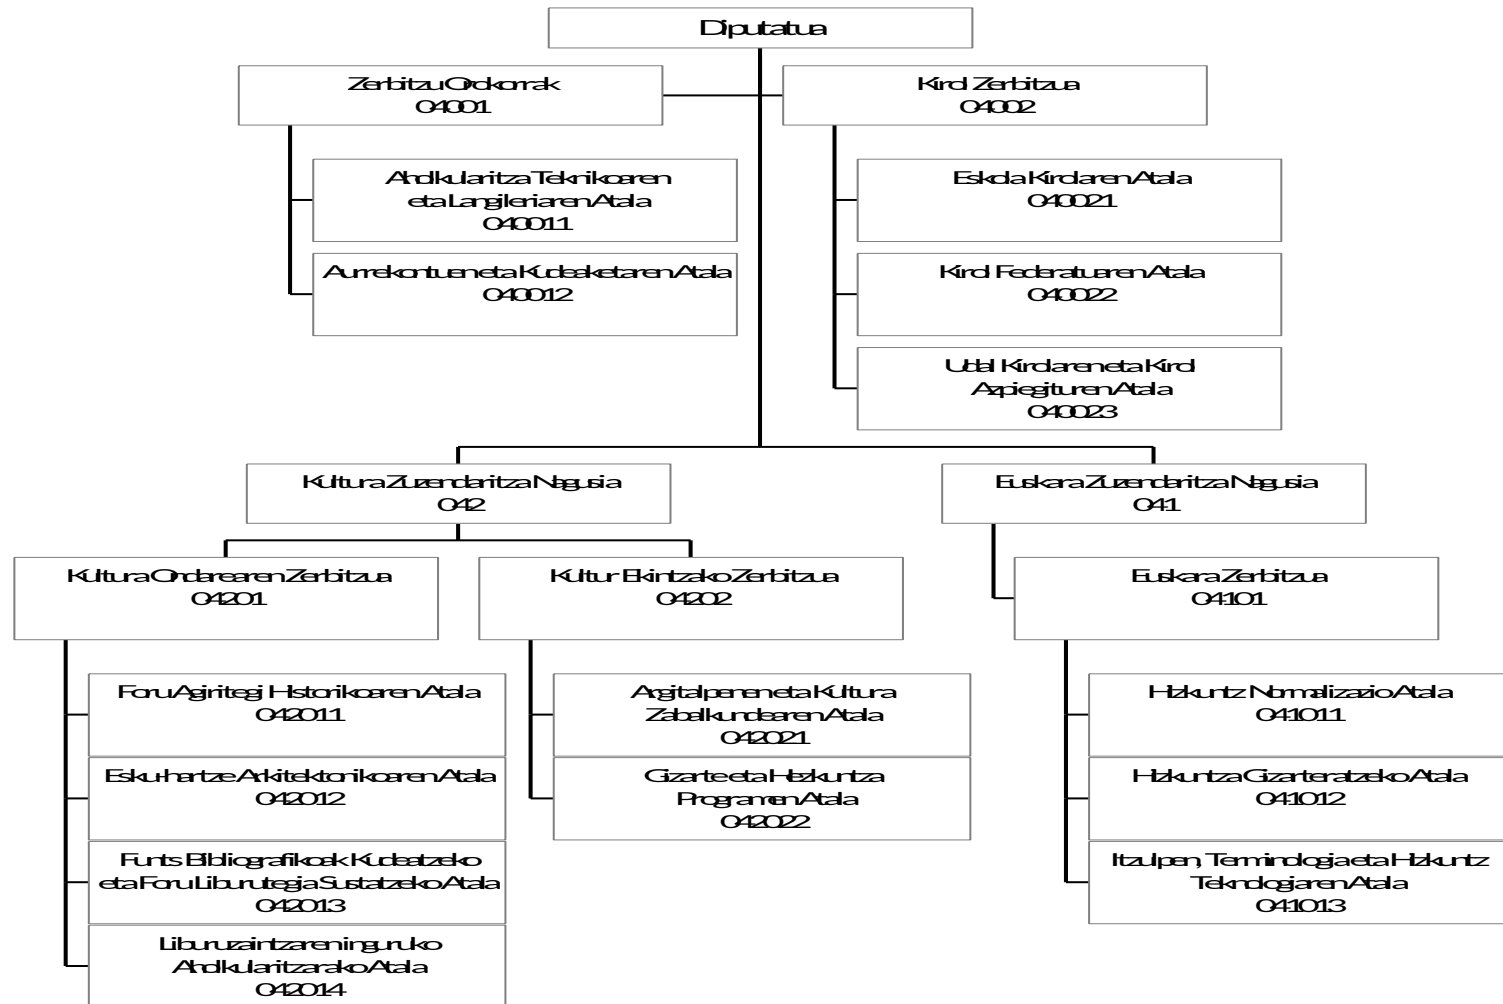 Diputatua
Zerbitzu Orokorrak
04001
Kirol Zerbitzua
04002
Aholkularitza Teknikoaren
eta Langileriaren Atala
040011
Aurrekontuen eta Kudeaketaren Atala
040012
Eskola Kirolaren Atala
040021
Kirol Federatuaren Atala
040022
Udal Kirolaren eta Kirol
Azpiegituren Atala
040023
Kultura Zuzendaritza Nagusia
042
Euskara Zuzendaritza Nagusia
041
Kultura Ondarearen Zerbitzua
04201
Kultur Ekintzako Zerbitzua
04202
Euskara Zerbitzua
04101
Foru Agiritegi Historikoaren Atala
042011
Esku-hartze Arkitektonikoaren Atala
042012
Funts Bibliografikoak Kudeatzeko
eta Foru Liburutegia Sustatzeko Atala
042013
Liburuzaintzaren inguruko
Aholkularitzarako Atala
042014
Argitalpenen eta Kultura
Zabalkundearen Atala
042021
Gizarte eta Hezkuntza
Programen Atala
042022
Hizkuntz Normalizazio Atala
041011
Hizkuntza Gizarteratzeko Atala
041012
Itzulpen, Terminologia eta Hizkuntz
Teknologiaren Atala
041013